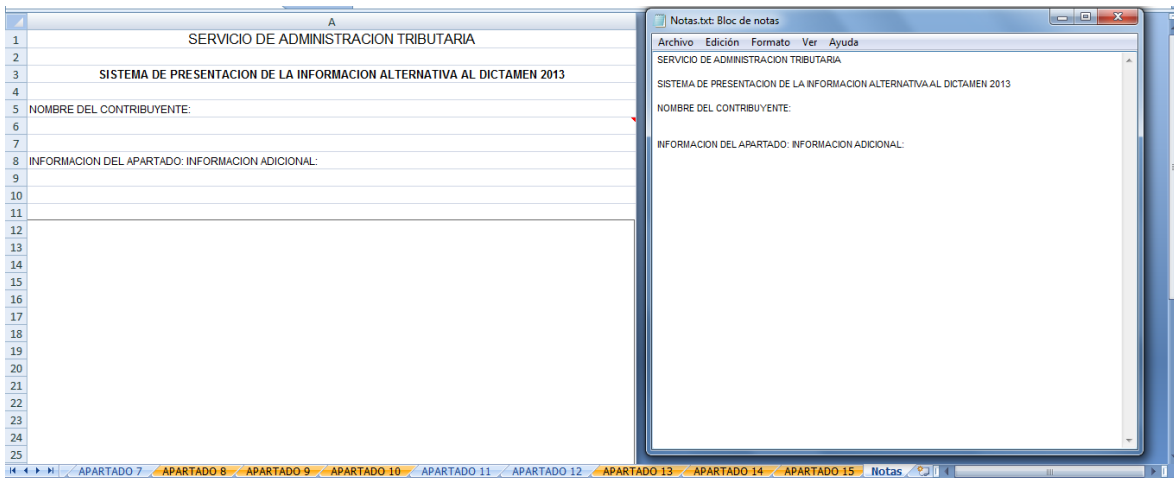 A
1 SERVICIO DE ADMINISTRACION TRIBUTARIA
2
3 SISTEMA DE PRESENTACION DE LA INFORMACION ALTERNATIVA AL DICTAMEN 2013
4
5 NOMBRE DEL CONTRIBUYENTE:
6
7
8 INFORMACION DEL APARTADO: INFORMACION ADICIONAL:
9
10
11
12
13
14
15
16
17
18
19
20
21
22
23
24
25
APARTADO 7 APARTADO 8 APARTADO 9 APARTADO 10 APARTADO 11 APARTADO 12 APARTADO 13 APARTADO 14 APARTADO 15 Notas
Notas.txt: Bloc de notas
Archivo Edición Formato Ver Ayuda
SERVICIO DE ADMINISTRACION TRIBUTARIA
SISTEMA DE PRESENTACION DE LA INFORMACION ALTERNATIVA AL DICTAMEN 2013
NOMBRE DEL CONTRIBUYENTE:
INFORMACION DEL APARTADO: INFORMACION ADICIONAL: